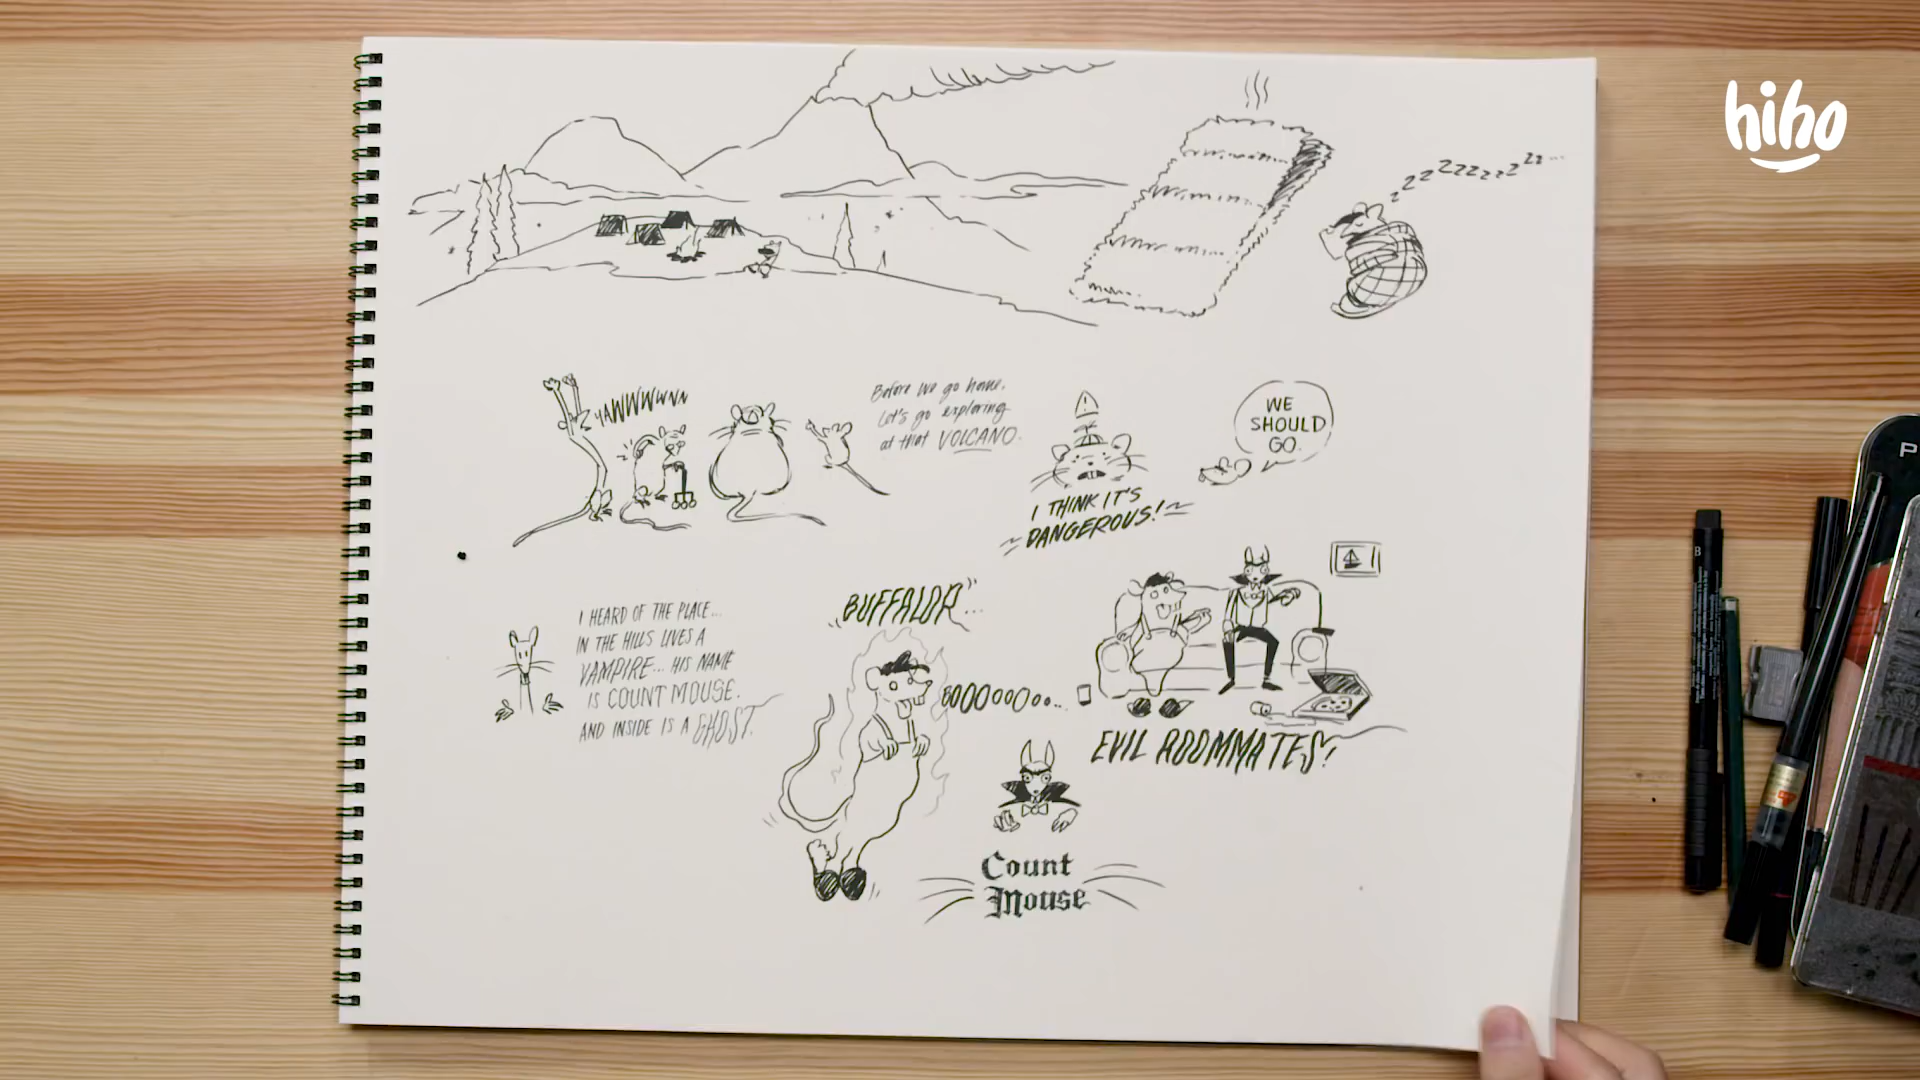 hiho
zzzzzzzzzzz...
YAWWWWNN
Before we go home,
Let's go exploring
at that VOLCANO.
!
I THINK IT'S
DANGEROUS!
WE
SHOULD
GO.
I HEARD OF THE PLACE...
IN THE HILLS LIVES A
VAMPIRE... HIS NAME
IS COUNT MOUSE.
AND INSIDE IS A GHOST.
BOOOOOOO...
EVIL ROOMMATES!
Count
Mouse
P
B